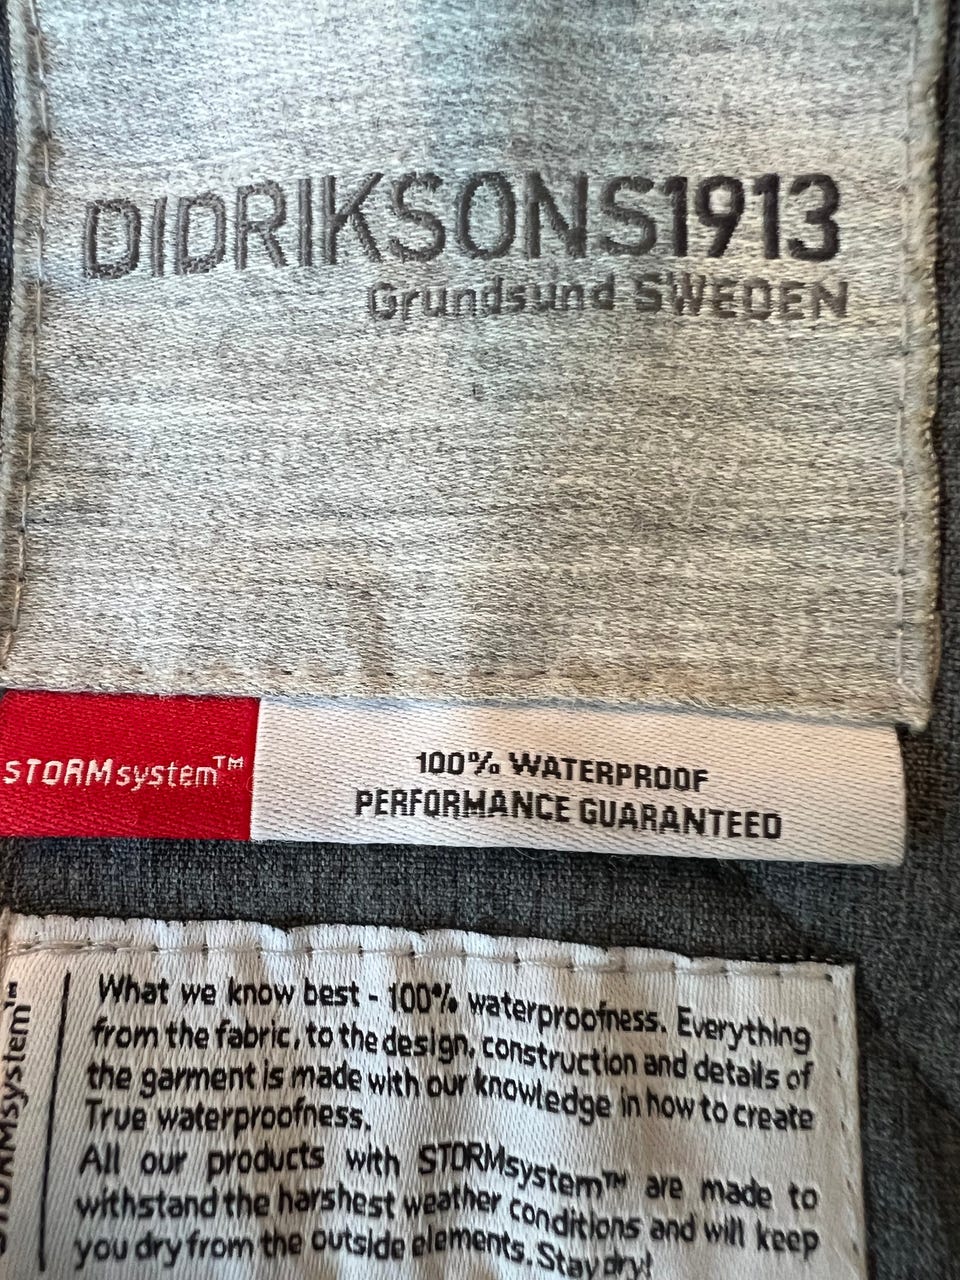 DIDRIKSONS1913
Grundsund SWEDEN
STORMsystem™
100% WATERPROOF
PERFORMANCE GUARANTEED
STORMsystem™
What we know best - 100% waterproofness. Everything
from the fabric, to the design, construction and details of
the garment is made with our knowledge in how to create
True waterproofness.
All our products with STORMsystem™ are made to
withstand the harshest weather conditions and will keep
you dry from the outside elements. Stay dry!